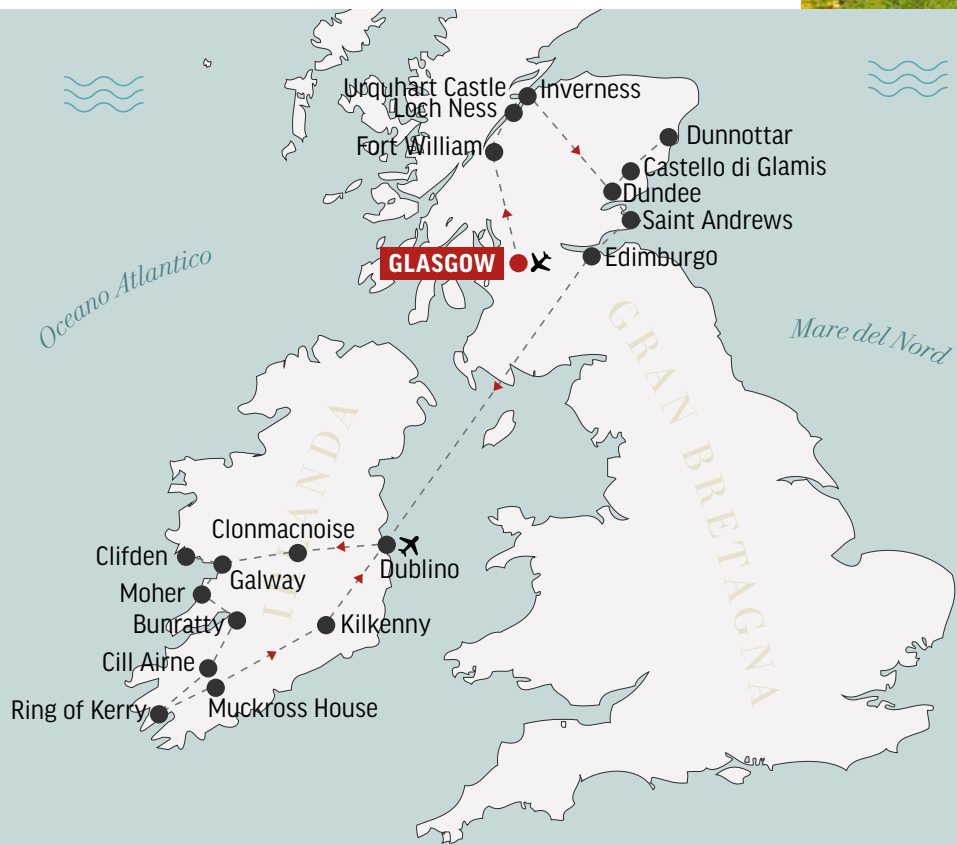 Urquhart Castle
Inverness
Loch Ness
Dunnottar
Fort William
Castello di Glamis
Dundee
Saint Andrews
Edimburgo
GLASGOW
Oceano Atlantico
Mare del Nord
GRAN BRETAGNA
IRLANDA
Clonmacnoise
Clifden
Dublino
Galway
Moher
Bunratty
Kilkenny
Cill Airne
Muckross House
Ring of Kerry